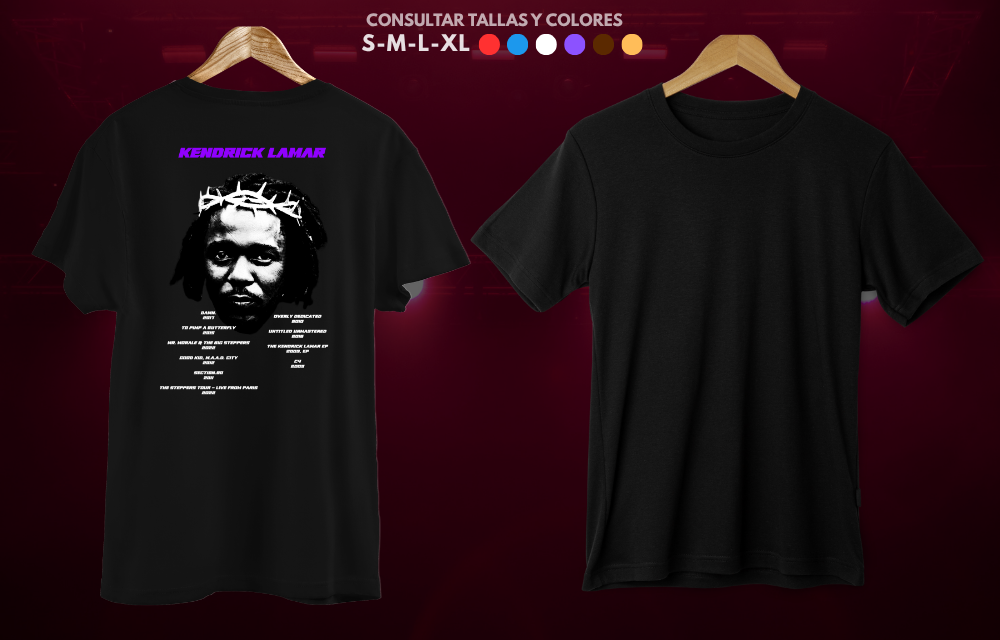 CONSULTAR TALLAS Y COLORES
S-M-L-XL
KENDRICK LAMAR
DAMN.
2017
TO PIMP A BUTTERFLY
2015
MR. MORALE & THE BIG STEPPERS
2022
GOOD KID, M.A.A.D. CITY
2012
SECTION.80
2011
THE STEPPERS TOUR – LIVE FROM PARIS
2022
OVERLY DEDICATED
2010
UNTITLED UNMASTERED
2016
THE KENDRICK LAMAR EP
2009, EP
C4
2009